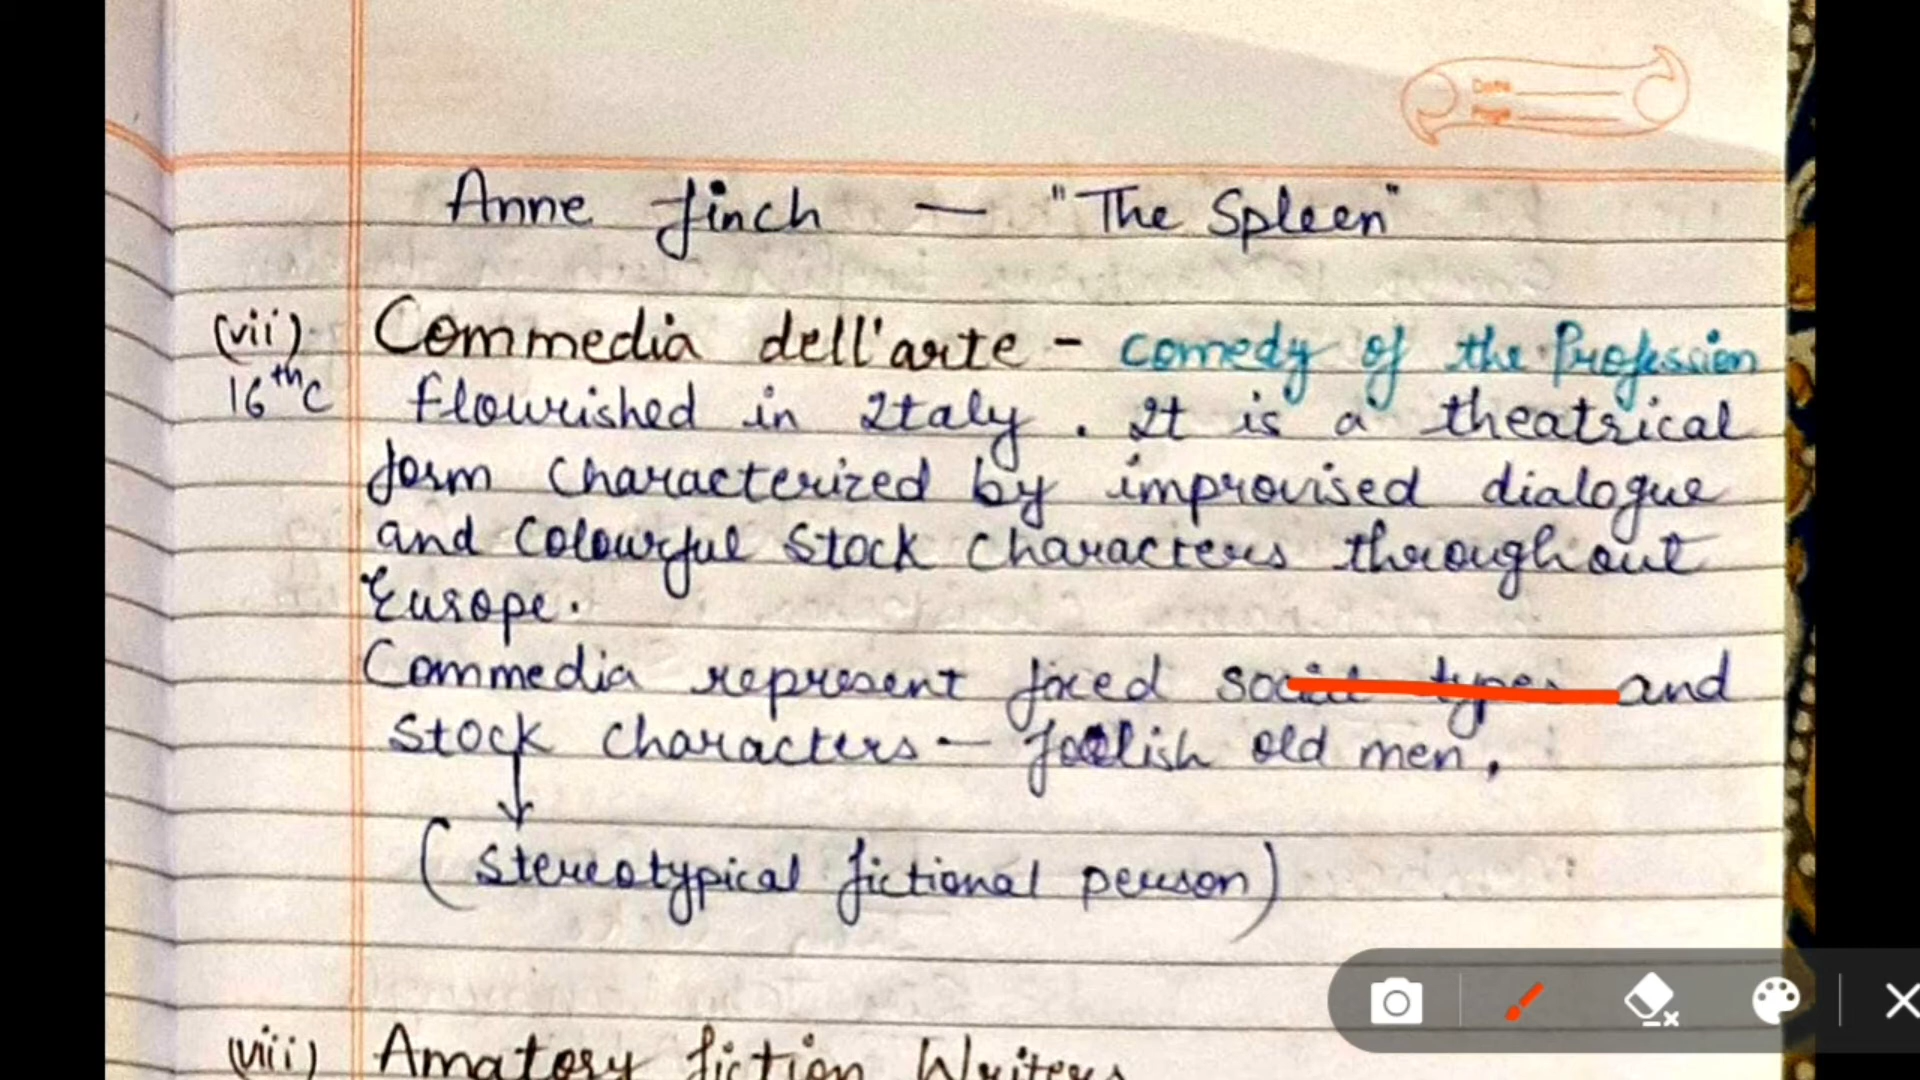 Date
Page
Anne Finch — "The Spleen"
(vii) Commedia dell'arte - comedy of the Profession
16th C flourished in Italy. It is a theatrical
form characterized by improvised dialogue
and colourful stock characters throughout
Europe.
Commedia represent fixed social types and
stock characters — foolish old men.
(stereotypical fictional person)
(viii) Amatory fiction Writers